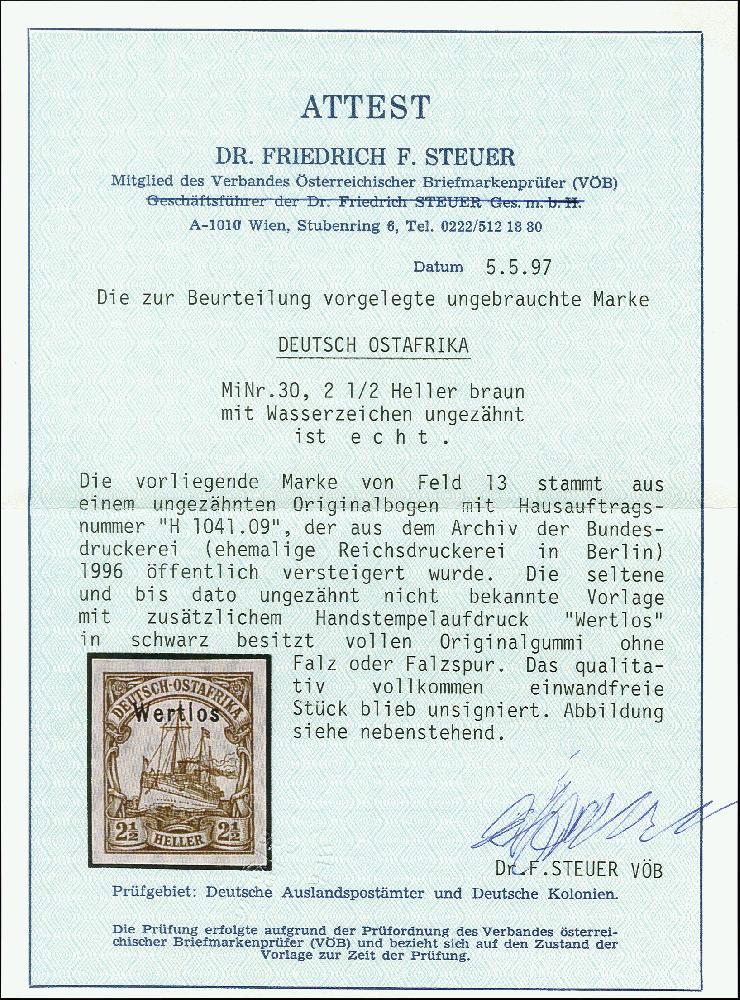 ATTEST
DR. FRIEDRICH F. STEUER
Mitglied des Verbandes Österreichischer Briefmarkenprüfer (VÖB)
Geschäftsführer der Dr. Friedrich STEUER Ges. m. b. H.
A-1010 Wien, Stubenring 6, Tel. 0222/512 18 80
Datum 5.5.97
Die zur Beurteilung vorgelegte ungebrauchte Marke
DEUTSCH OSTAFRIKA
MiNr.30, 2 1/2 Heller braun
mit Wasserzeichen ungezähnt
ist e c h t .
Die vorliegende Marke von Feld 13 stammt aus
einem ungezähnten Originalbogen mit Hausauftrags-
nummer "H 1041.09", der aus dem Archiv der Bundes-
druckerei (ehemalige Reichsdruckerei in Berlin)
1996 öffentlich versteigert wurde. Die seltene
und bis dato ungezähnt nicht bekannte Vorlage
mit zusätzlichem Handstempelaufdruck "Wertlos"
in schwarz besitzt vollen Originalgummi ohne
Falz oder Falzspur. Das qualita-
tiv vollkommen einwandfreie
Stück blieb unsigniert. Abbildung
siehe nebenstehend.
DEUTSCH-OSTAFRIKA
Wertlos
2½ HELLER 2½
Dr.F.STEUER VÖB
Prüfgebiet: Deutsche Auslandspostämter und Deutsche Kolonien.
Die Prüfung erfolgte aufgrund der Prüfordnung des Verbandes österrei-
chischer Briefmarkenprüfer (VÖB) und bezieht sich auf den Zustand der
Vorlage zur Zeit der Prüfung.